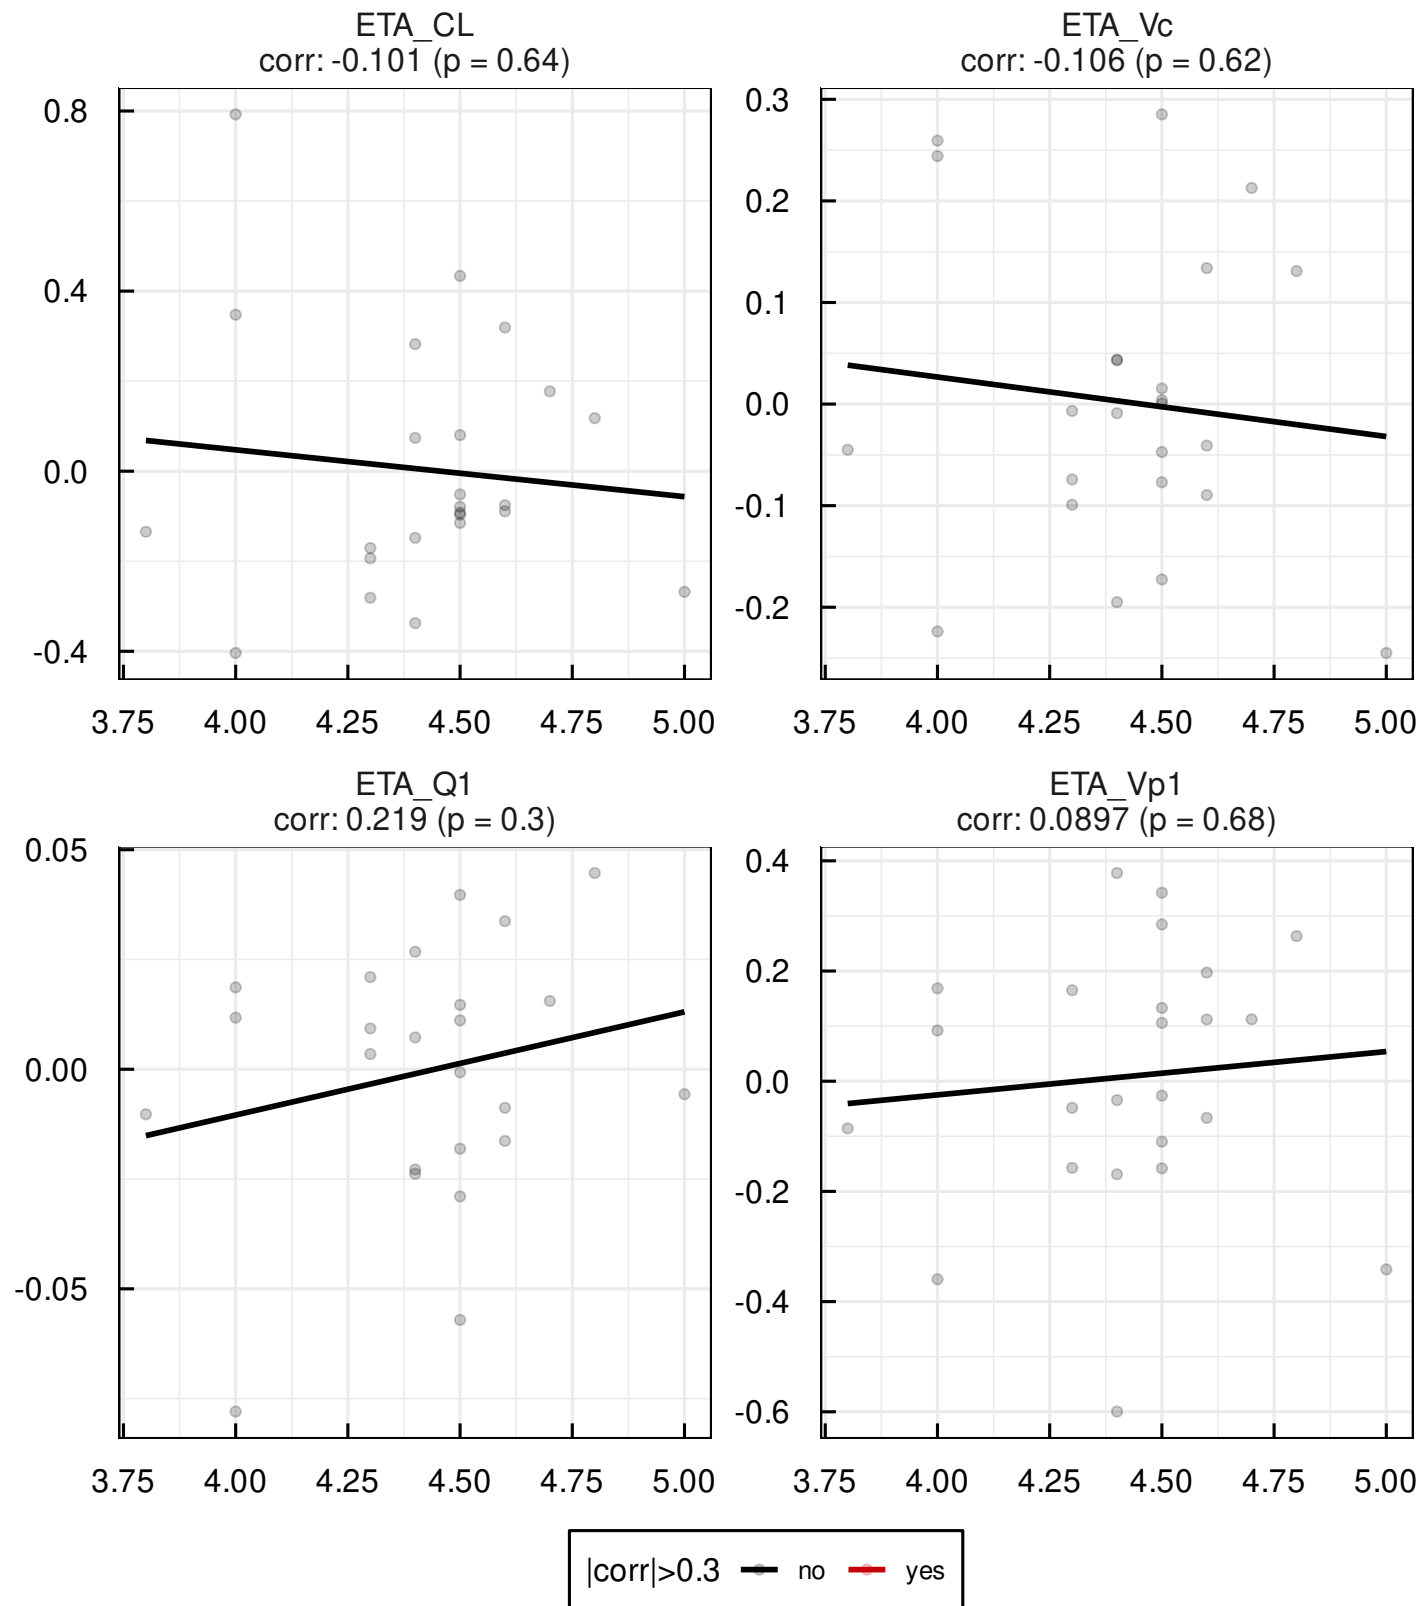 ETA_CL
corr: -0.101 (p = 0.64)
ETA_Vc
corr: -0.106 (p = 0.62)
0.8
0.4
0.0
-0.4
3.75 4.00 4.25 4.50 4.75 5.00
0.3
0.2
0.1
0.0
-0.1
-0.2
3.75 4.00 4.25 4.50 4.75 5.00
ETA_Q1
corr: 0.219 (p = 0.3)
ETA_Vp1
corr: 0.0897 (p = 0.68)
0.05
0.00
-0.05
3.75 4.00 4.25 4.50 4.75 5.00
0.4
0.2
0.0
-0.2
-0.4
-0.6
3.75 4.00 4.25 4.50 4.75 5.00
|corr|>0.3 no yes